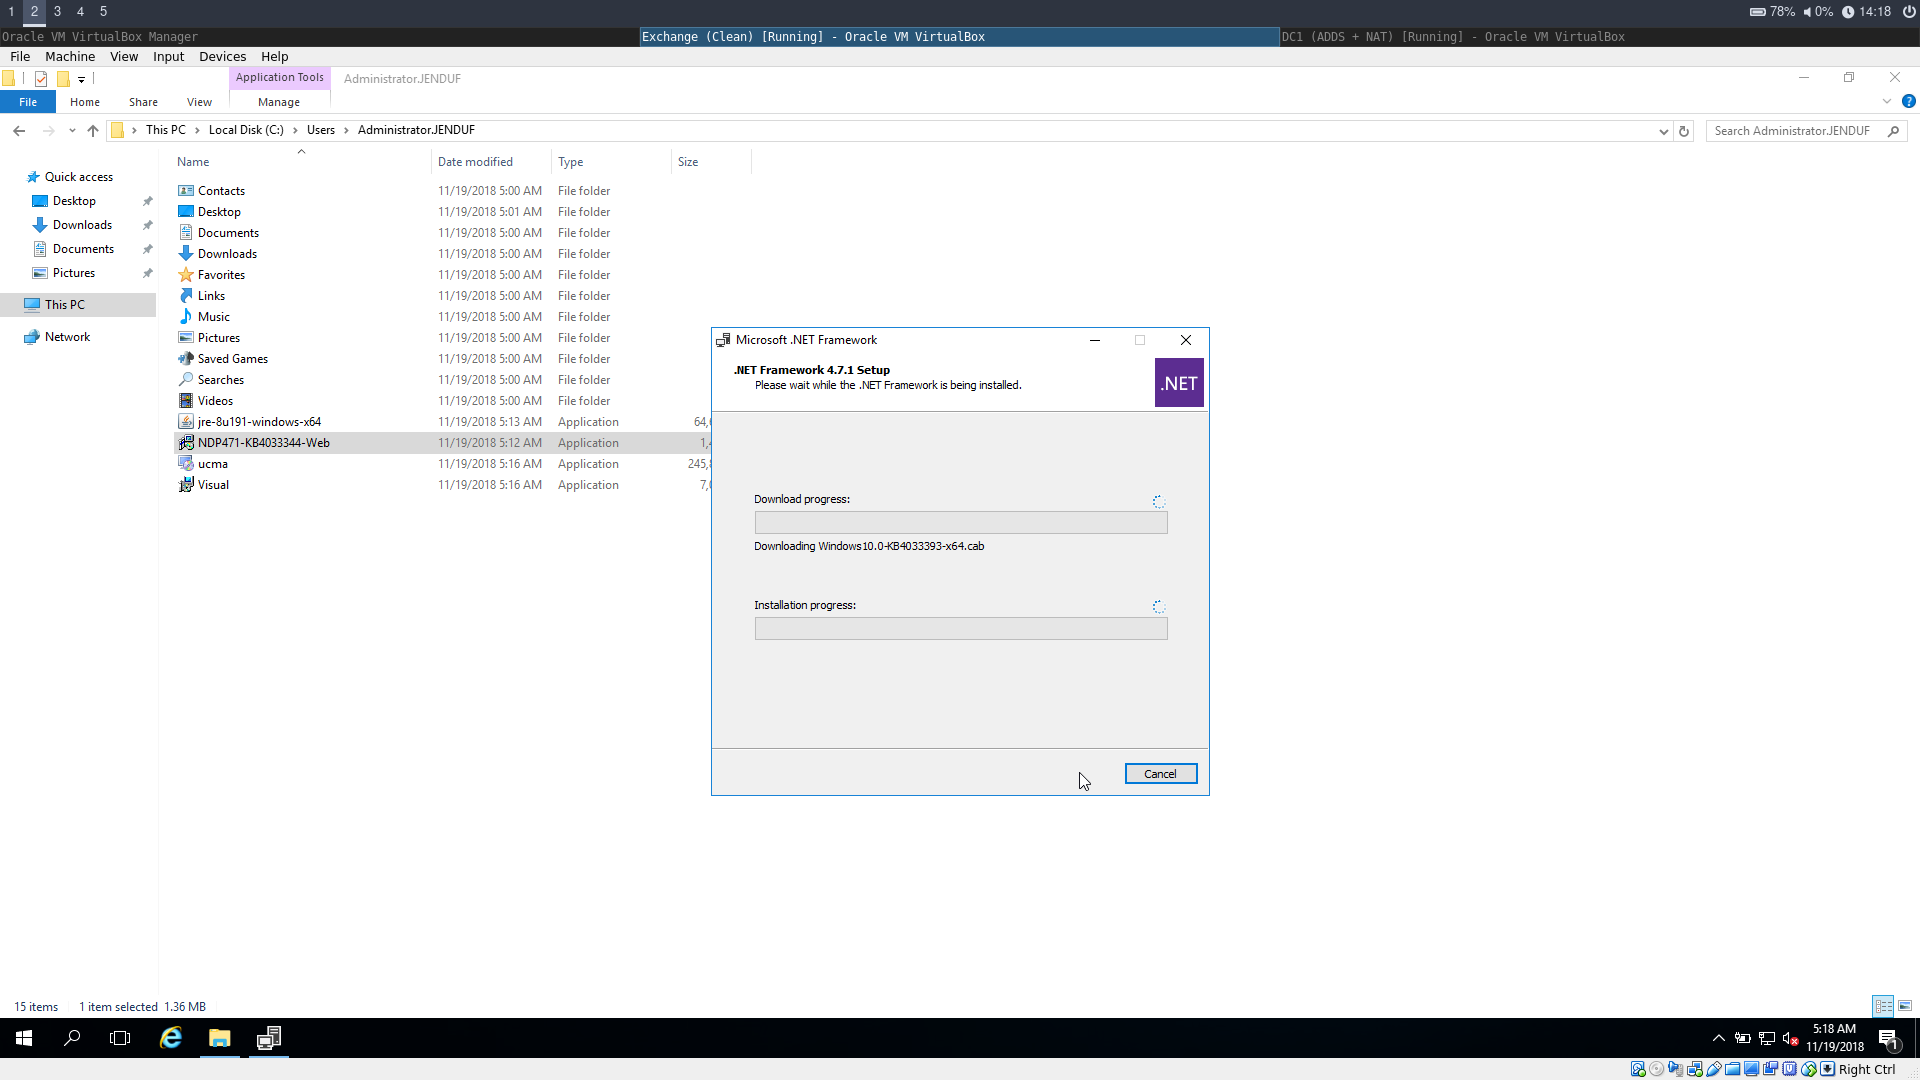 1 2 3 4 5 78% 0% 14:18
Oracle VM VirtualBox Manager Exchange (Clean) [Running] - Oracle VM VirtualBox DC1 (ADDS + NAT) [Running] - Oracle VM VirtualBox
File Machine View Input Devices Help
Application Tools Administrator.JENDUF
File Home Share View Manage
This PC Local Disk (C:) Users Administrator.JENDUF Search Administrator.JENDUF
Name Date modified Type Size
Quick access
Desktop
Downloads
Documents
Pictures
This PC
Network
Contacts 11/19/2018 5:00 AM File folder
Desktop 11/19/2018 5:01 AM File folder
Documents 11/19/2018 5:00 AM File folder
Downloads 11/19/2018 5:00 AM File folder
Favorites 11/19/2018 5:00 AM File folder
Links 11/19/2018 5:00 AM File folder
Music 11/19/2018 5:00 AM File folder
Pictures 11/19/2018 5:00 AM File folder
Saved Games 11/19/2018 5:00 AM File folder
Searches 11/19/2018 5:00 AM File folder
Videos 11/19/2018 5:00 AM File folder
jre-8u191-windows-x64 11/19/2018 5:13 AM Application 64,
NDP471-KB4033344-Web 11/19/2018 5:12 AM Application 1,
ucma 11/19/2018 5:16 AM Application 245,
Visual 11/19/2018 5:16 AM Application 7,
Microsoft .NET Framework
.NET Framework 4.7.1 Setup
Please wait while the .NET Framework is being installed.
.NET
Download progress:
Downloading Windows10.0-KB4033393-x64.cab
Installation progress:
Cancel
15 items 1 item selected 1.36 MB
5:18 AM
11/19/2018
1
Right Ctrl